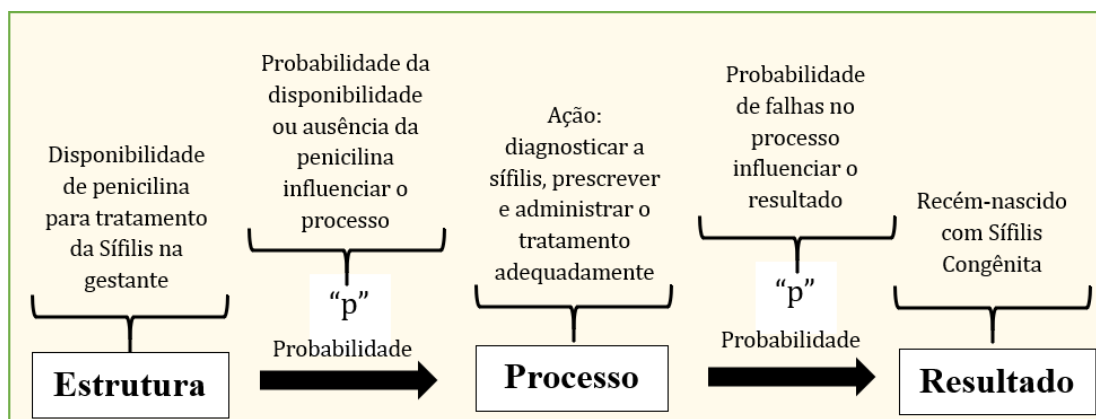 Disponibilidade
de penicilina
para tratamento
da Sífilis na
gestante
Estrutura
Probabilidade da
disponibilidade
ou ausência da
penicilina
influenciar o
processo
“p”
Probabilidade
Ação:
diagnosticar a
sífilis, prescrever
e administrar o
tratamento
adequadamente
Processo
Probabilidade
de falhas no
processo
influenciar o
resultado
“p”
Probabilidade
Recém-nascido
com Sífilis
Congênita
Resultado